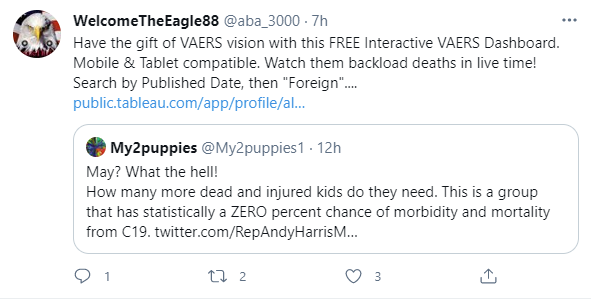 WelcomeTheEagle88 @aba_3000 · 7h
Have the gift of VAERS vision with this FREE Interactive VAERS Dashboard.
Mobile & Tablet compatible. Watch them backload deaths in live time!
Search by Published Date, then "Foreign"....
public.tableau.com/app/profile/al...
My2puppies @My2puppies1 · 12h
May? What the hell!
How many more dead and injured kids do they need. This is a group
that has statistically a ZERO percent chance of morbidity and mortality
from C19. twitter.com/RepAndyHarrisM...
1 2 3